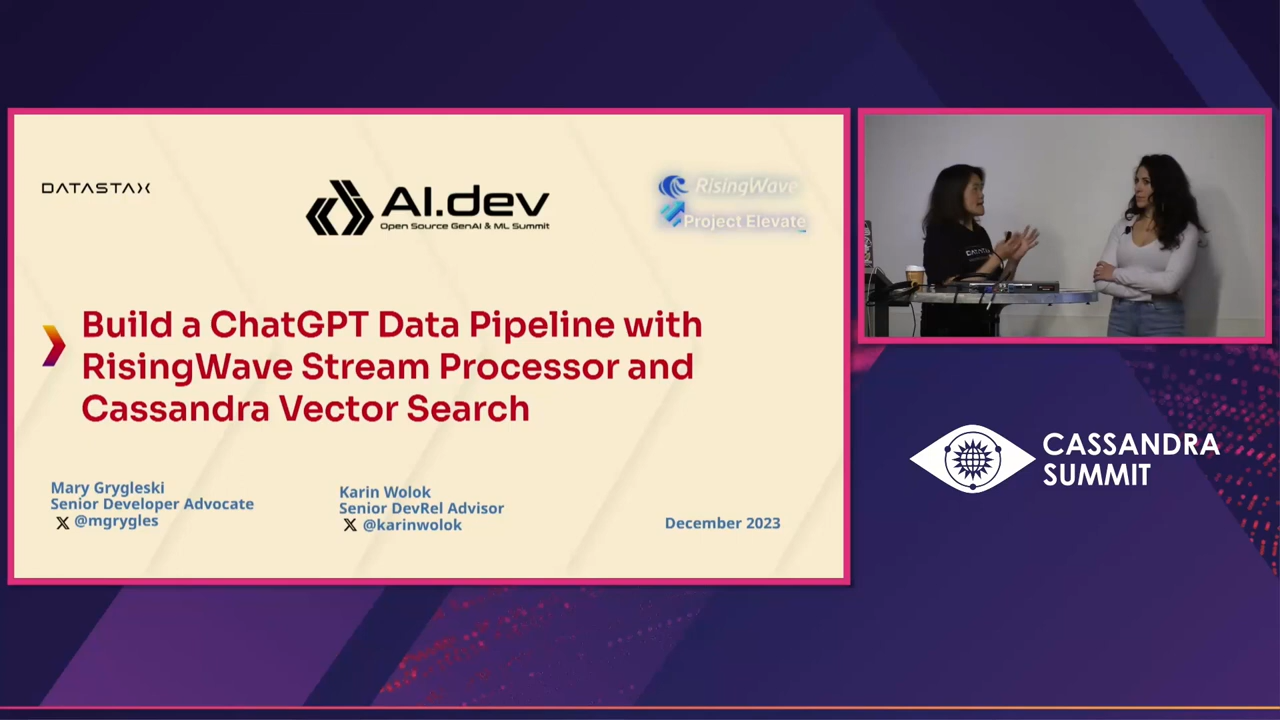 DATASTAX
AI.dev
Open Source GenAI & ML Summit
RisingWave
Project Elevate
Build a ChatGPT Data Pipeline with
RisingWave Stream Processor and
Cassandra Vector Search
Mary Grygleski
Senior Developer Advocate
@mgrygles
Karin Wolok
Senior DevRel Advisor
@karinwolok
December 2023
CASSANDRA
SUMMIT